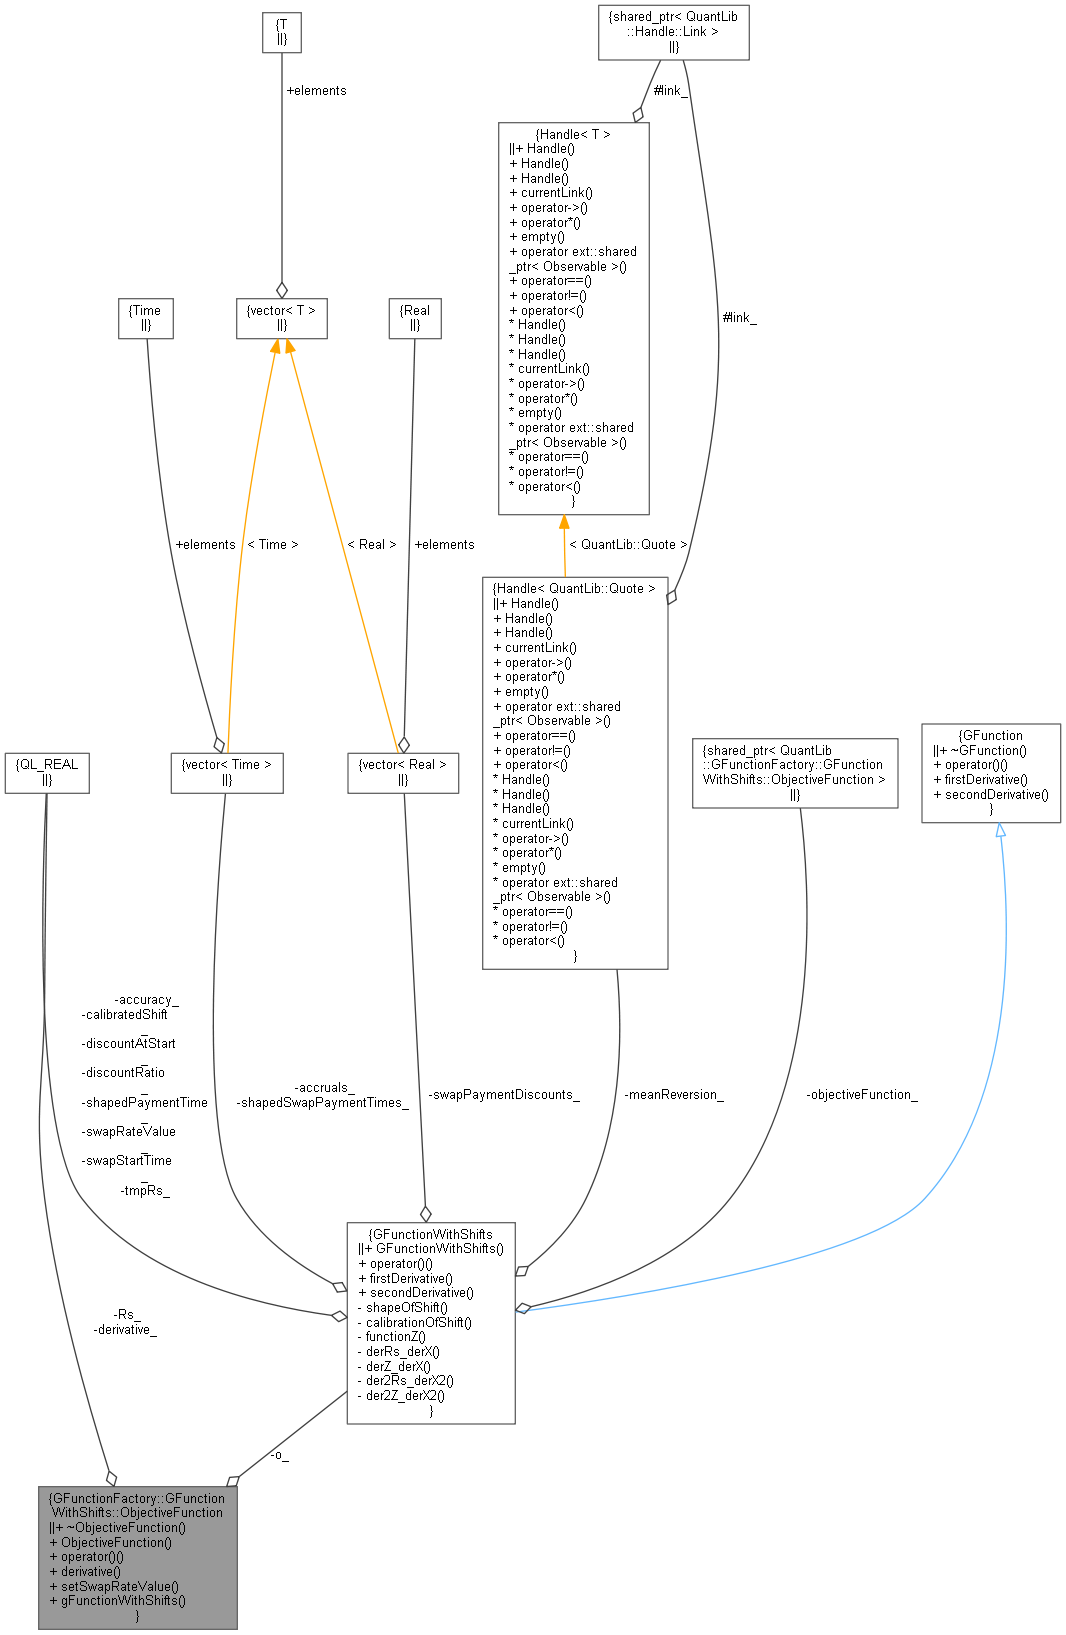 {T
||}
+elements
{shared_ptr< QuantLib
::Handle::Link >
||}
#link_
{Handle< T >
||+ Handle()
+ Handle()
+ Handle()
+ currentLink()
+ operator->()
+ operator*()
+ empty()
+ operator ext::shared
_ptr< Observable >()
+ operator==()
+ operator!=()
+ operator<()
* Handle()
* Handle()
* Handle()
* currentLink()
* operator->()
* operator*()
* empty()
* operator ext::shared
_ptr< Observable >()
* operator==()
* operator!=()
* operator<()
}
#link_
{Time
||}
{vector< T >
||}
{Real
||}
+elements
< Time >
< Real >
+elements
< QuantLib::Quote >
{Handle< QuantLib::Quote >
||+ Handle()
+ Handle()
+ Handle()
+ currentLink()
+ operator->()
+ operator*()
+ empty()
+ operator ext::shared
_ptr< Observable >()
+ operator==()
+ operator!=()
+ operator<()
* Handle()
* Handle()
* Handle()
* currentLink()
* operator->()
* operator*()
* empty()
* operator ext::shared
_ptr< Observable >()
* operator==()
* operator!=()
* operator<()
}
{QL_REAL
||}
{vector< Time >
||}
{vector< Real >
||}
{shared_ptr< QuantLib
::GFunctionFactory::GFunction
WithShifts::ObjectiveFunction >
||}
{GFunction
||+ ~GFunction()
+ operator()()
+ firstDerivative()
+ secondDerivative()
}
-accuracy_
-calibratedShift
_
-discountAtStart
_
-discountRatio
_
-shapedPaymentTime
_
-swapRateValue
_
-swapStartTime
_
-tmpRs_
-accruals_
-shapedSwapPaymentTimes_
-swapPaymentDiscounts_
-meanReversion_
-objectiveFunction_
{GFunctionWithShifts
||+ GFunctionWithShifts()
+ operator()()
+ firstDerivative()
+ secondDerivative()
- shapeOfShift()
- calibrationOfShift()
- functionZ()
- derRs_derX()
- derZ_derX()
- der2Rs_derX2()
- der2Z_derX2()
}
-Rs_
-derivative_
-o_
{GFunctionFactory::GFunction
WithShifts::ObjectiveFunction
||+ ~ObjectiveFunction()
+ ObjectiveFunction()
+ operator()()
+ derivative()
+ setSwapRateValue()
+ gFunctionWithShifts()
}